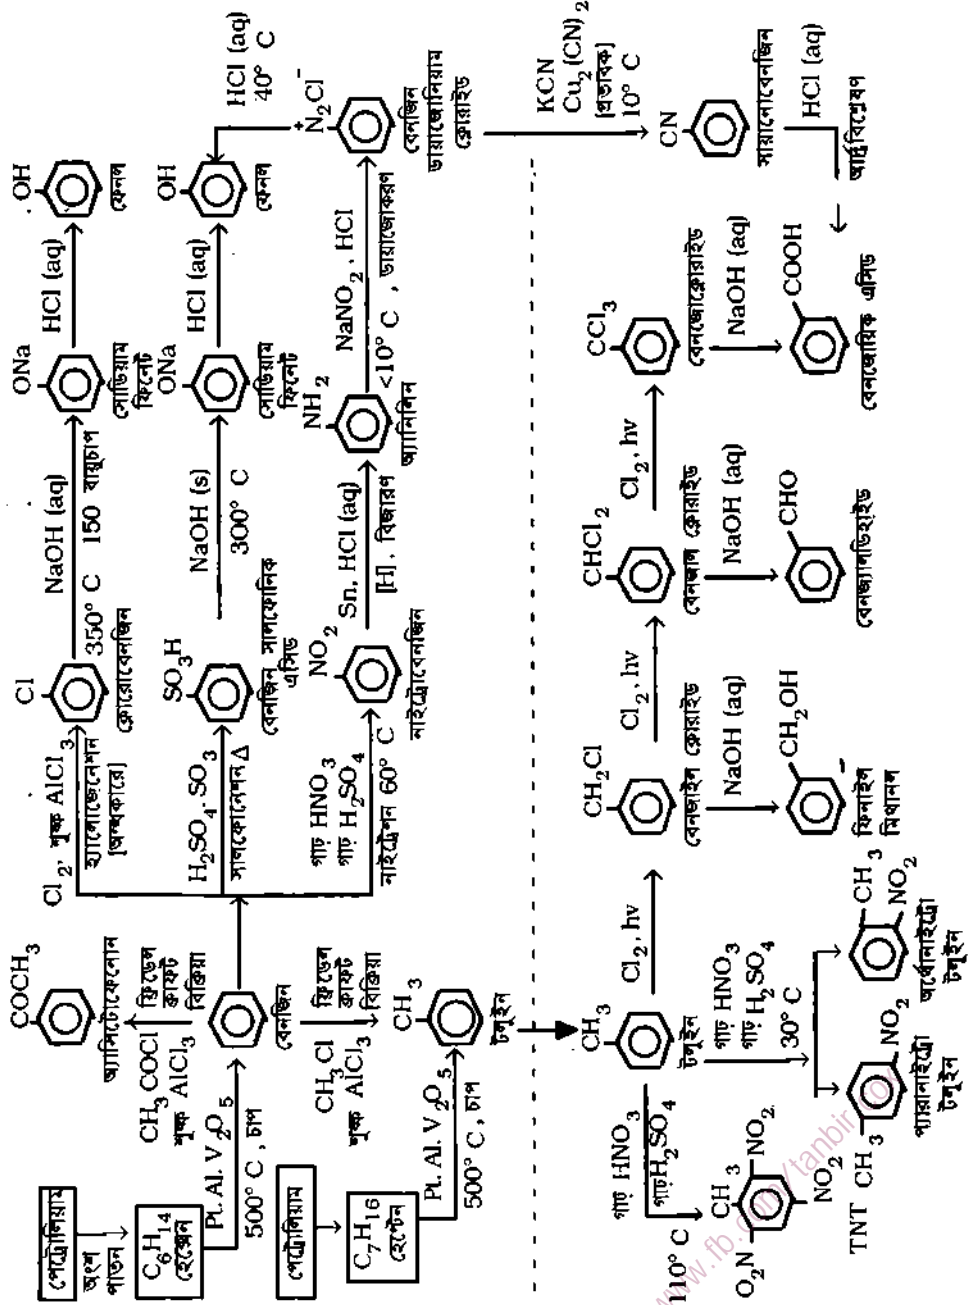 পেট্রোলিয়াম
অংশ
পাতন
C6H14
হেক্সেন
Pt. Al. V2O5
500° C, চাপ
পেট্রোলিয়াম
C7H16
হেপ্টেন
Pt. Al. V2O5
500° C, চাপ
COCH3
অ্যাসিটোফেনোন
CH3COCl
শুষ্ক AlCl3
ফ্রিডেল
ক্রাফট
বিক্রিয়া
বেনজিন
CH3Cl
শুষ্ক AlCl3
ফ্রিডেল
ক্রাফট
বিক্রিয়া
CH3
টলুইন
Cl2, শুষ্ক AlCl3
হ্যালোজেনেশন
[অন্ধকারে]
Cl
ক্লোরোবেনজিন
NaOH (aq)
350° C 150 বায়ুচাপ
ONa
সোডিয়াম
ফিনেট
HCl (aq)
OH
ফেনল
H2SO4. SO3
সালফোনেশন Δ
SO3H
বেনজিন সালফোনিক
এসিড
NaOH (s)
300° C
ONa
সোডিয়াম
ফিনেট
HCl (aq)
OH
ফেনল
HCl (aq)
40° C
গাঢ় HNO3
গাঢ় H2SO4
নাইট্রেশন 60° C
NO2
নাইট্রোবেনজিন
Sn, HCl (aq)
[H], বিজারণ
NH2
অ্যানিলিন
NaNO2, HCl
<10° C, ডায়াজোকরণ
N2Cl
বেনজিন
ডায়াজোনিয়াম
ক্লোরাইড
KCN
Cu2(CN)2
[প্রভাবক]
10° C
CN
সায়ানোবেনজিন
HCl (aq)
আর্দ্রবিশ্লেষণ
CH3
টলুইন
Cl2, hv
CH2Cl
বেনজাইল ক্লোরাইড
Cl2, hv
CHCl2
বেনজাল ক্লোরাইড
Cl2, hv
CCl3
বেনজোক্লোরাইড
NaOH (aq)
CH2OH
ফিনাইল
মিথানল
NaOH (aq)
CHO
বেনজ্যালডিহাইড
NaOH (aq)
COOH
বেনজোয়িক এসিড
গাঢ় HNO3
গাঢ় H2SO4
110° C
CH3
O2N
NO2
NO2
TNT
গাঢ় HNO3
গাঢ় H2SO4
30° C
CH3
NO2
প্যারানাইট্রো
টলুইন
CH3
NO2
অর্থোনাইট্রো
টলুইন